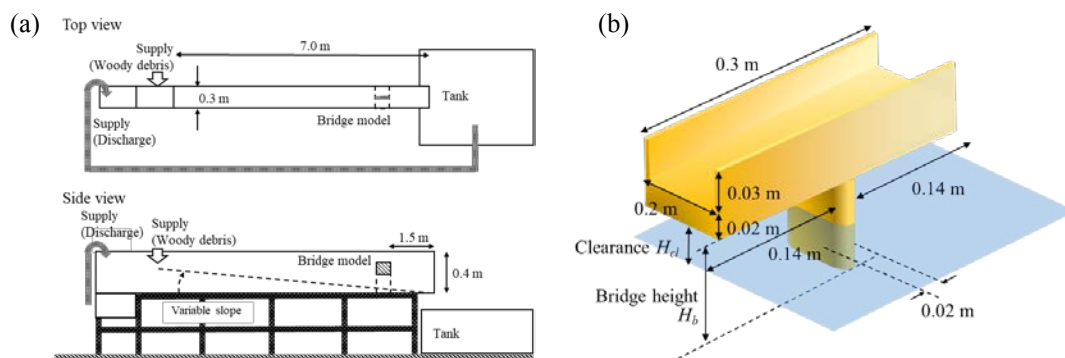 (a)
Top view
Supply
(Woody debris)
7.0 m
0.3 m
Tank
Supply
(Discharge)
Bridge model
Side view
Supply
(Discharge)
Supply
(Woody debris)
1.5 m
Bridge model
0.4 m
Variable slope
Tank
(b)
0.3 m
0.03 m
0.14 m
0.2 m
0.02 m
Clearance Hcl
0.14 m
Bridge height
Hb
0.02 m